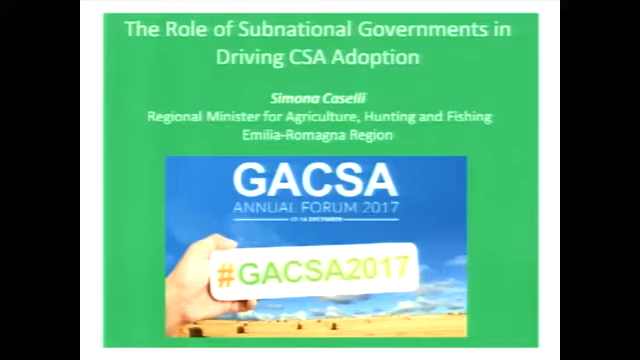 The Role of Subnational Governments in
Driving CSA Adoption
Simona Caselli
Regional Minister for Agriculture, Hunting and Fishing
Emilia-Romagna Region
GACSA
ANNUAL FORUM 2017
DECEMBER
#GACSA2017